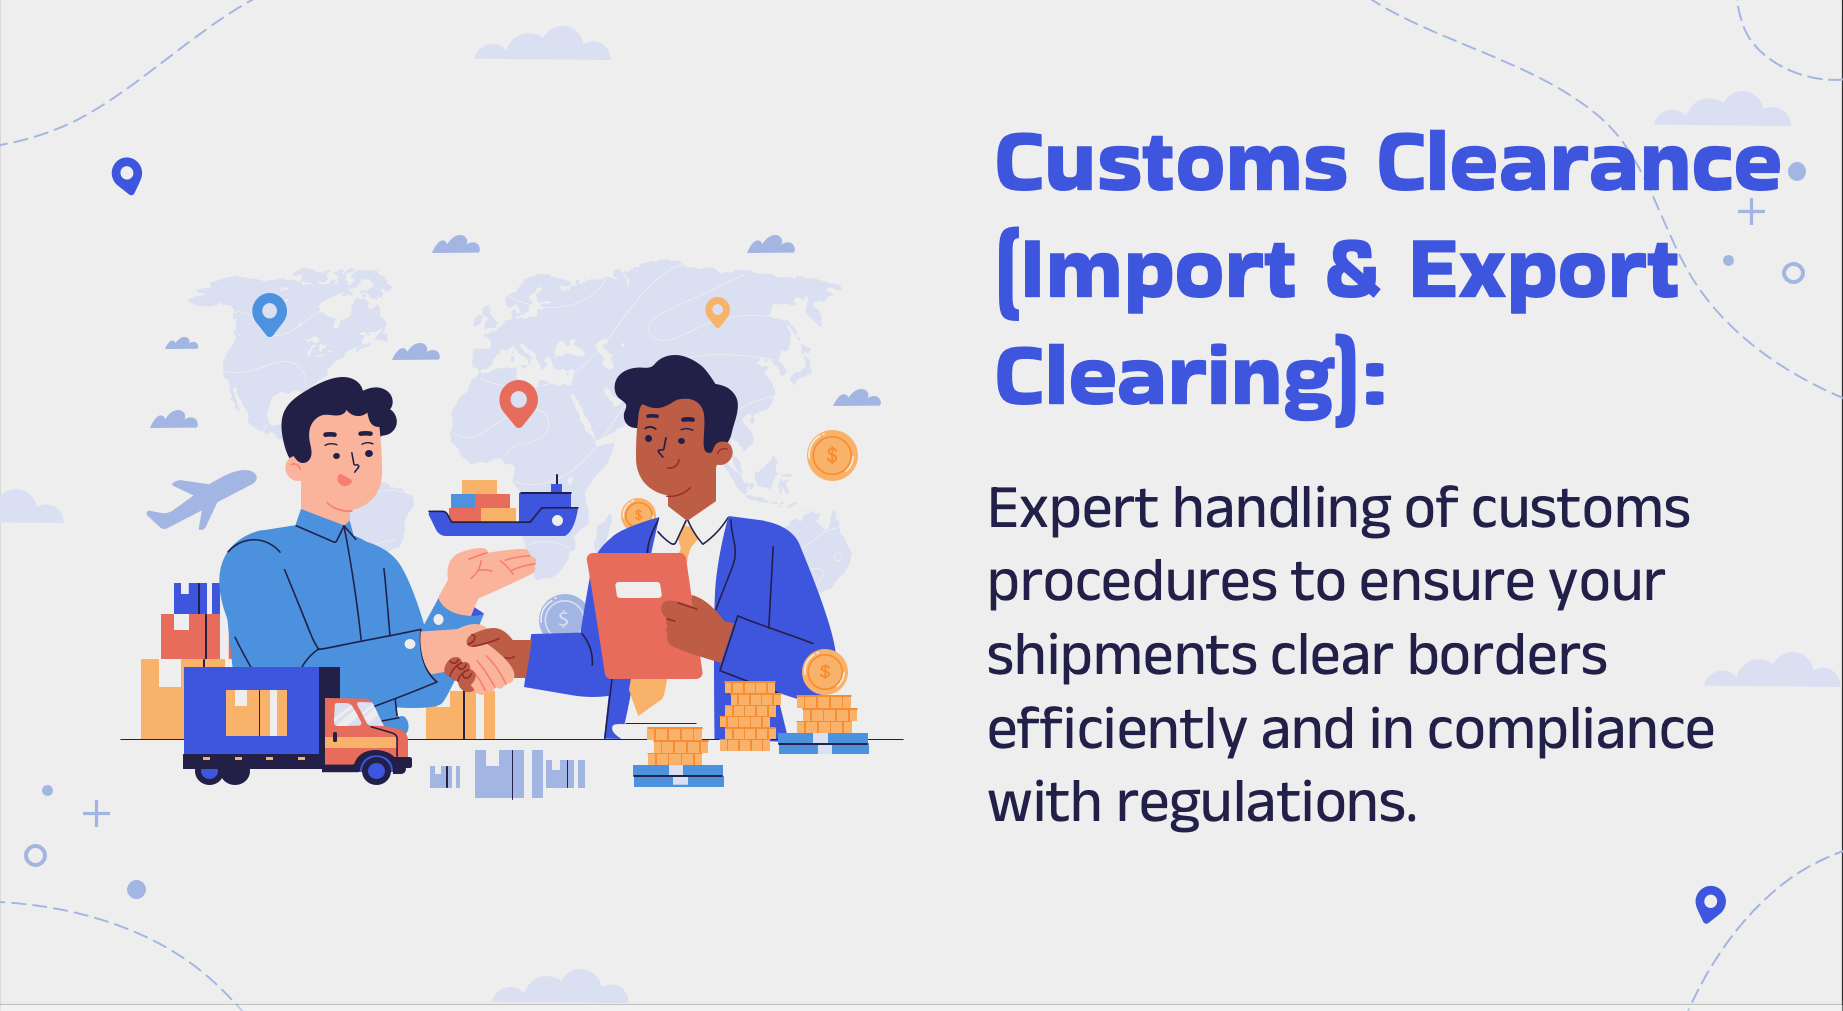 Customs Clearance
(Import & Export
Clearing):
Expert handling of customs
procedures to ensure your
shipments clear borders
efficiently and in compliance
with regulations.
$
$
$
$